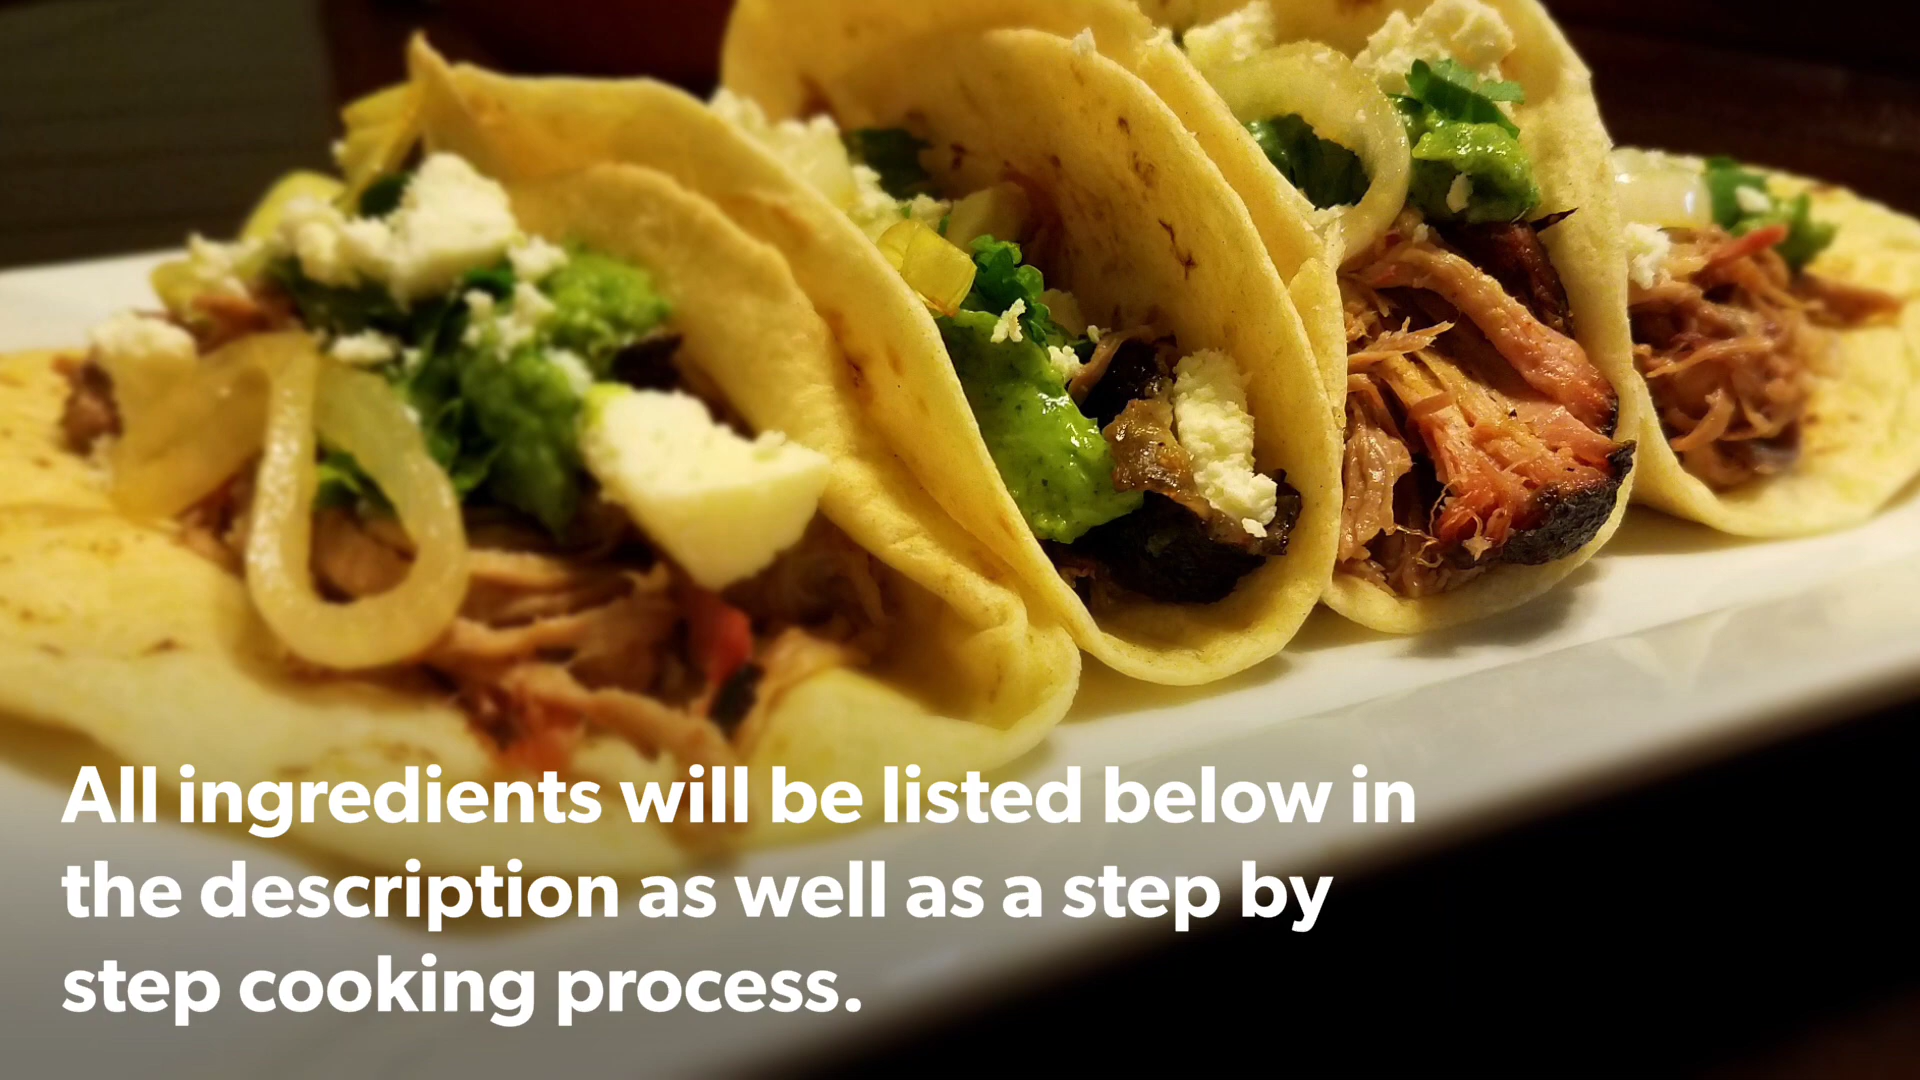 All ingredients will be listed below in
the description as well as a step by
step cooking process.